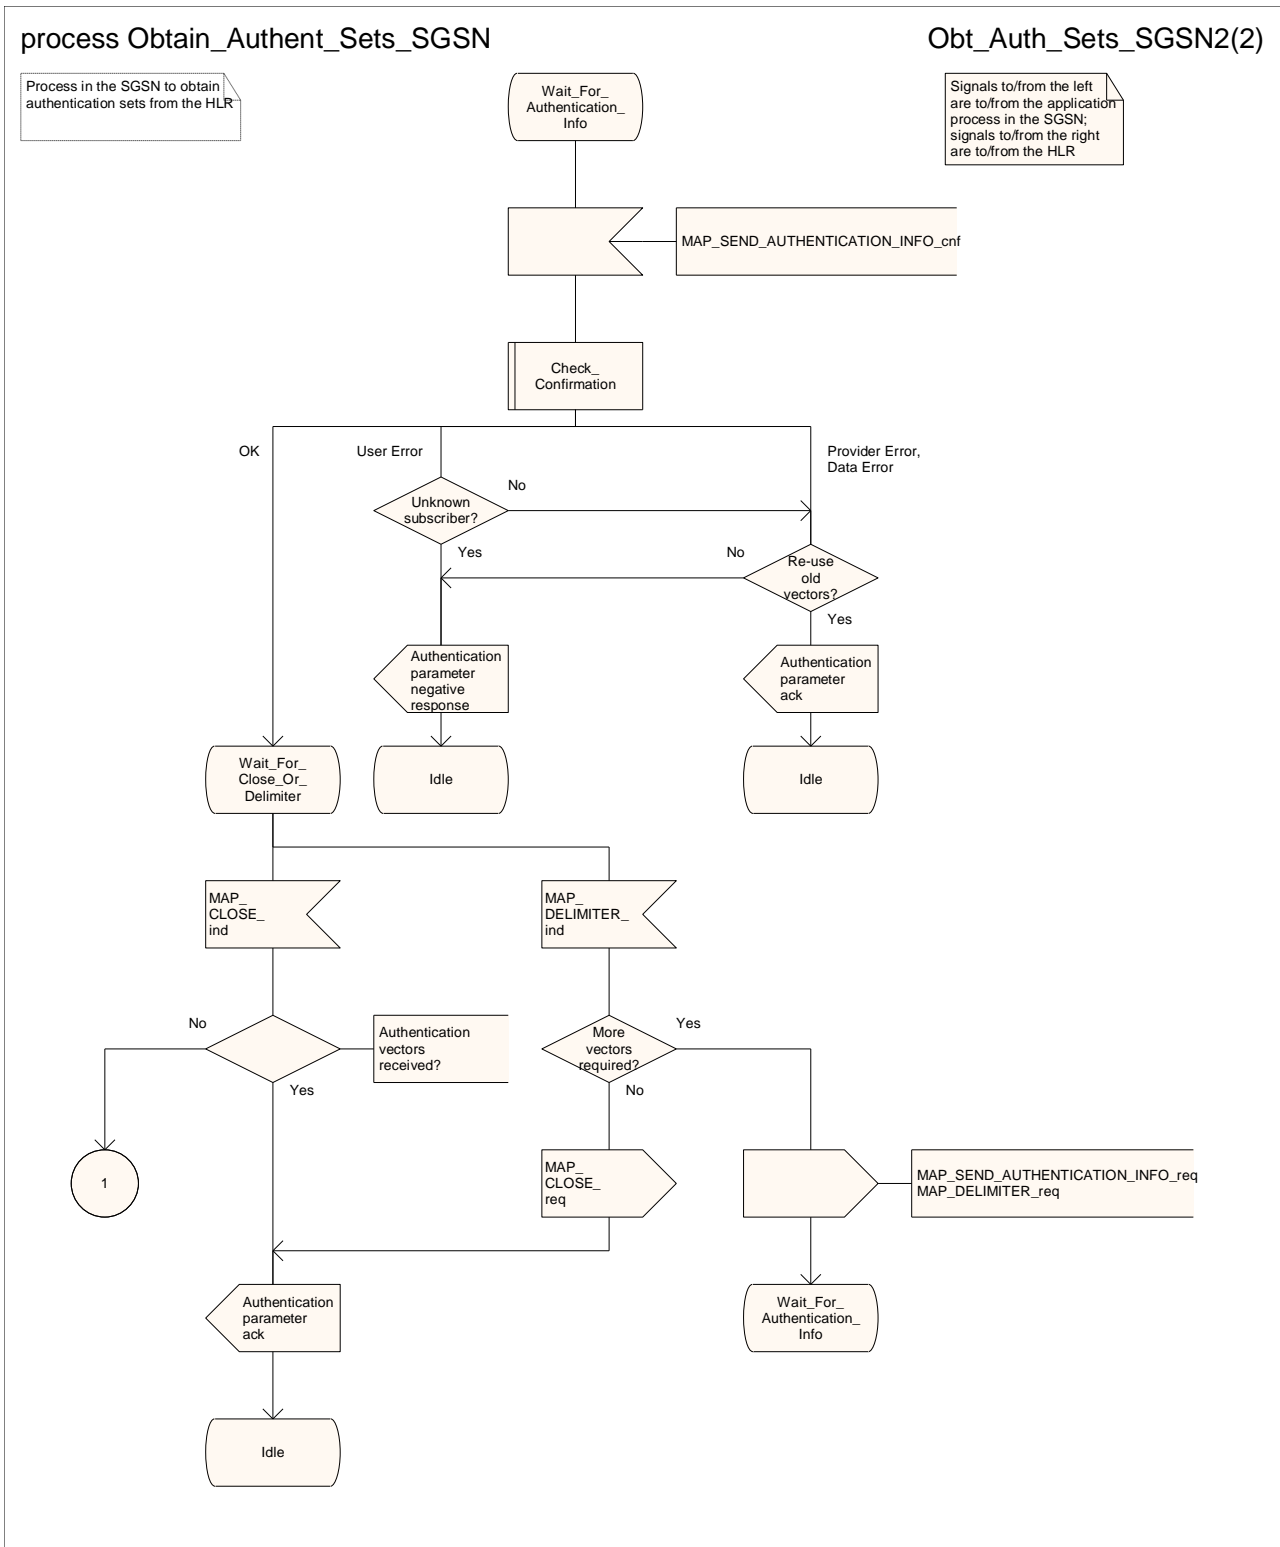 process Obtain_Authent_Sets_SGSN
Obt_Auth_Sets_SGSN2(2)
Process in the SGSN to obtain
authentication sets from the HLR
Wait_For_
Authentication_
Info
Signals to/from the left
are to/from the application
process in the SGSN;
signals to/from the right
are to/from the HLR
MAP_SEND_AUTHENTICATION_INFO_cnf
Check_
Confirmation
OK
User Error
Provider Error,
Data Error
Unknown
subscriber?
No
Yes
No
Re-use
old
vectors?
Yes
Authentication
parameter
negative
response
Authentication
parameter
ack
Wait_For_
Close_Or_
Delimiter
Idle
Idle
MAP_
CLOSE_
ind
MAP_
DELIMITER_
ind
No
Authentication
vectors
received?
Yes
More
vectors
required?
Yes
No
1
MAP_
CLOSE_
req
MAP_SEND_AUTHENTICATION_INFO_req
MAP_DELIMITER_req
Authentication
parameter
ack
Wait_For_
Authentication_
Info
Idle